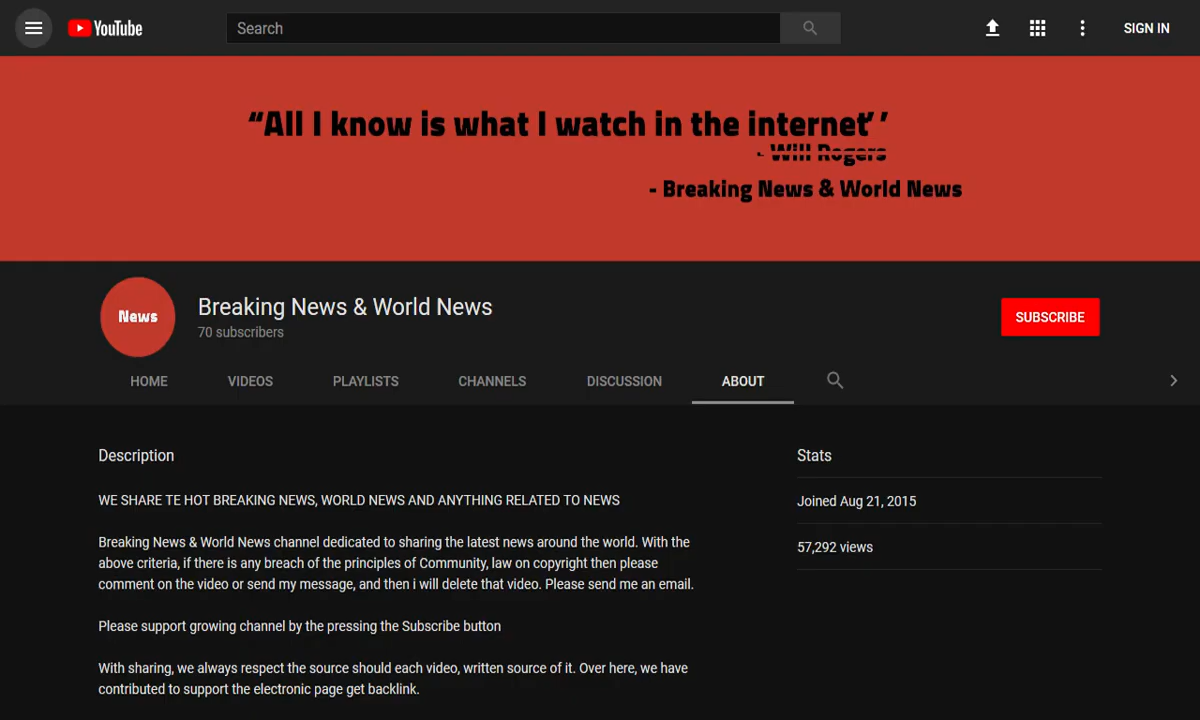 YouTube
Search
SIGN IN
“All I know is what I watch in the internet’’
- Will Rogers
- Breaking News & World News
News
Breaking News & World News
70 subscribers
SUBSCRIBE
HOME VIDEOS PLAYLISTS CHANNELS DISCUSSION ABOUT
Description
WE SHARE TE HOT BREAKING NEWS, WORLD NEWS AND ANYTHING RELATED TO NEWS
Breaking News & World News channel dedicated to sharing the latest news around the world. With the
above criteria, if there is any breach of the principles of Community, law on copyright then please
comment on the video or send my message, and then i will delete that video. Please send me an email.
Please support growing channel by the pressing the Subscribe button
With sharing, we always respect the source should each video, written source of it. Over here, we have
contributed to support the electronic page get backlink.
Stats
Joined Aug 21, 2015
57,292 views